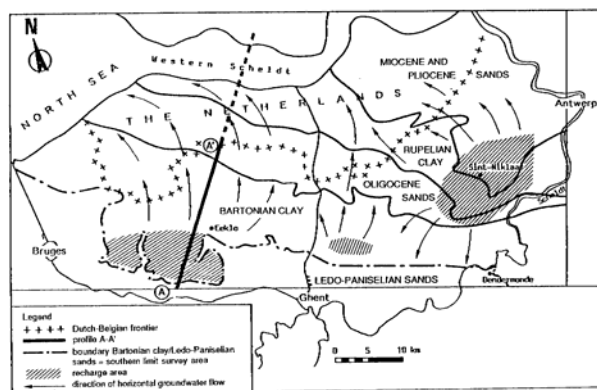 N
NORTH SEA
Western Scheldt
THE NETHERLANDS
MIOCENE AND
PLIOCENE SANDS
Antwerp
RUPELIAN
CLAY
Sint-Niklaas
OLIGOCENE
SANDS
Scheldt
A'
BARTONIAN CLAY
Eeklo
Bruges
LEDO-PANISELIAN SANDS
Dendermonde
A
Ghent
Legend
Dutch-Belgian frontier
profile A-A'
boundary Bartonian clay/Ledo-Paniselian
sands = southern limit survey area
recharge area
direction of horizontal groundwater flow
0 5 10 km